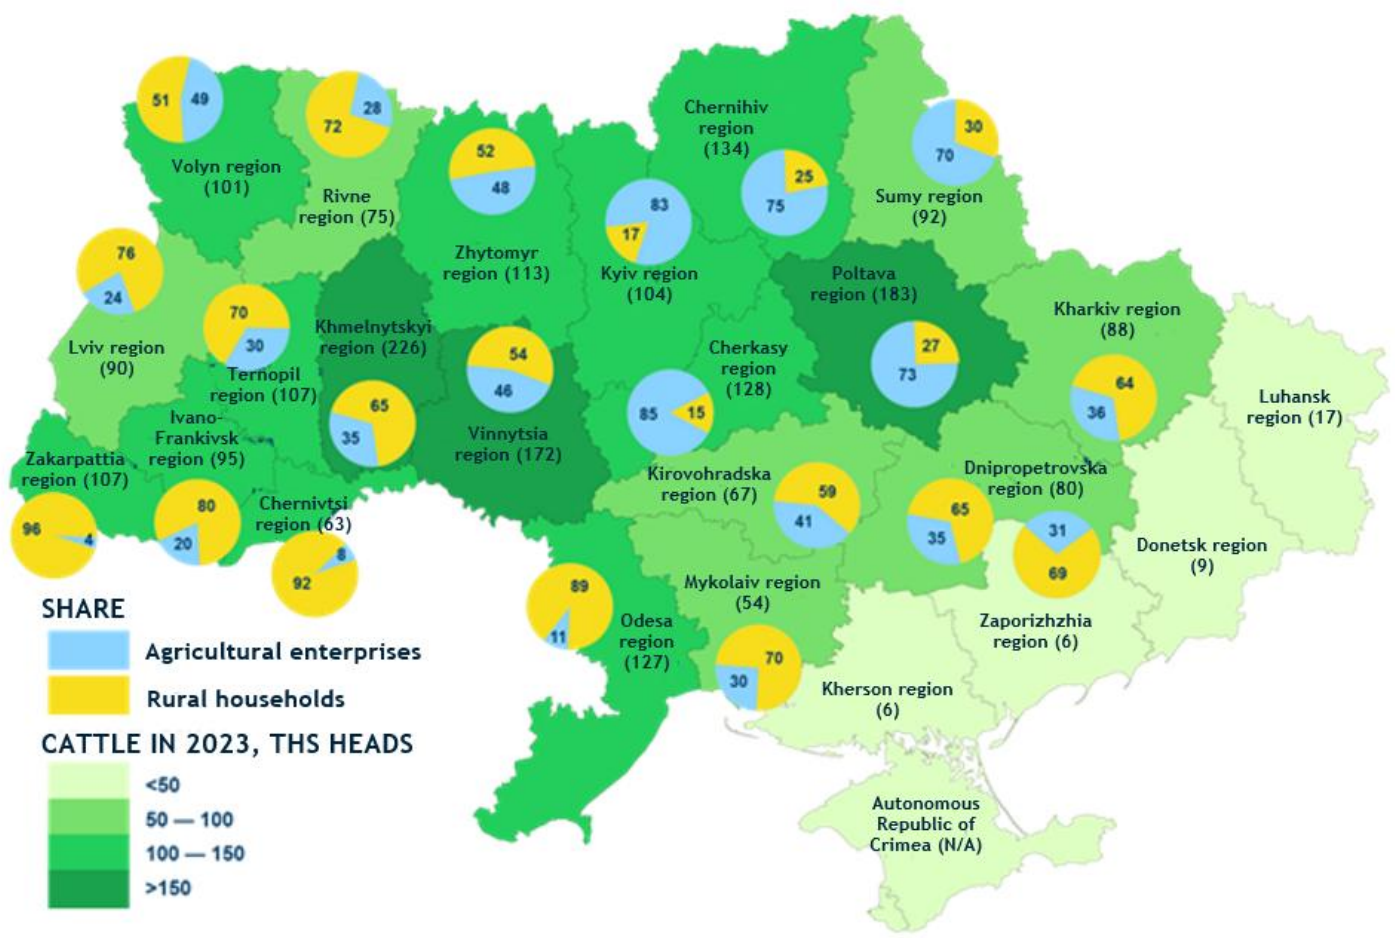 51
49
Volyn region
(101)
28
72
Rivne
region (75)
52
48
Zhytomyr
region (113)
83
17
Kyiv region
(104)
Chernihiv
region
(134)
25
75
30
70
Sumy region
(92)
76
24
Lviv region
(90)
70
30
Ternopil
region (107)
Khmelnytskyi
region (226)
65
35
54
46
Vinnytsia
region (172)
Cherkasy
region
(128)
85
15
Poltava
region (183)
27
73
Kharkiv region
(88)
64
36
Luhansk
region (17)
Ivano-
Frankivsk
region (95)
80
20
Zakarpattia
region (107)
96
4
Chernivtsi
region (63)
8
92
Kirovohradska
region (67)
59
41
Dnipropetrovska
region (80)
65
35
31
69
Zaporizhzhia
region (6)
Donetsk region
(9)
Mykolaiv region
(54)
70
30
89
11
Odesa
region
(127)
Kherson region
(6)
Autonomous
Republic of
Crimea (N/A)
SHARE
Agricultural enterprises
Rural households
CATTLE IN 2023, THS HEADS
<50
50 — 100
100 — 150
>150